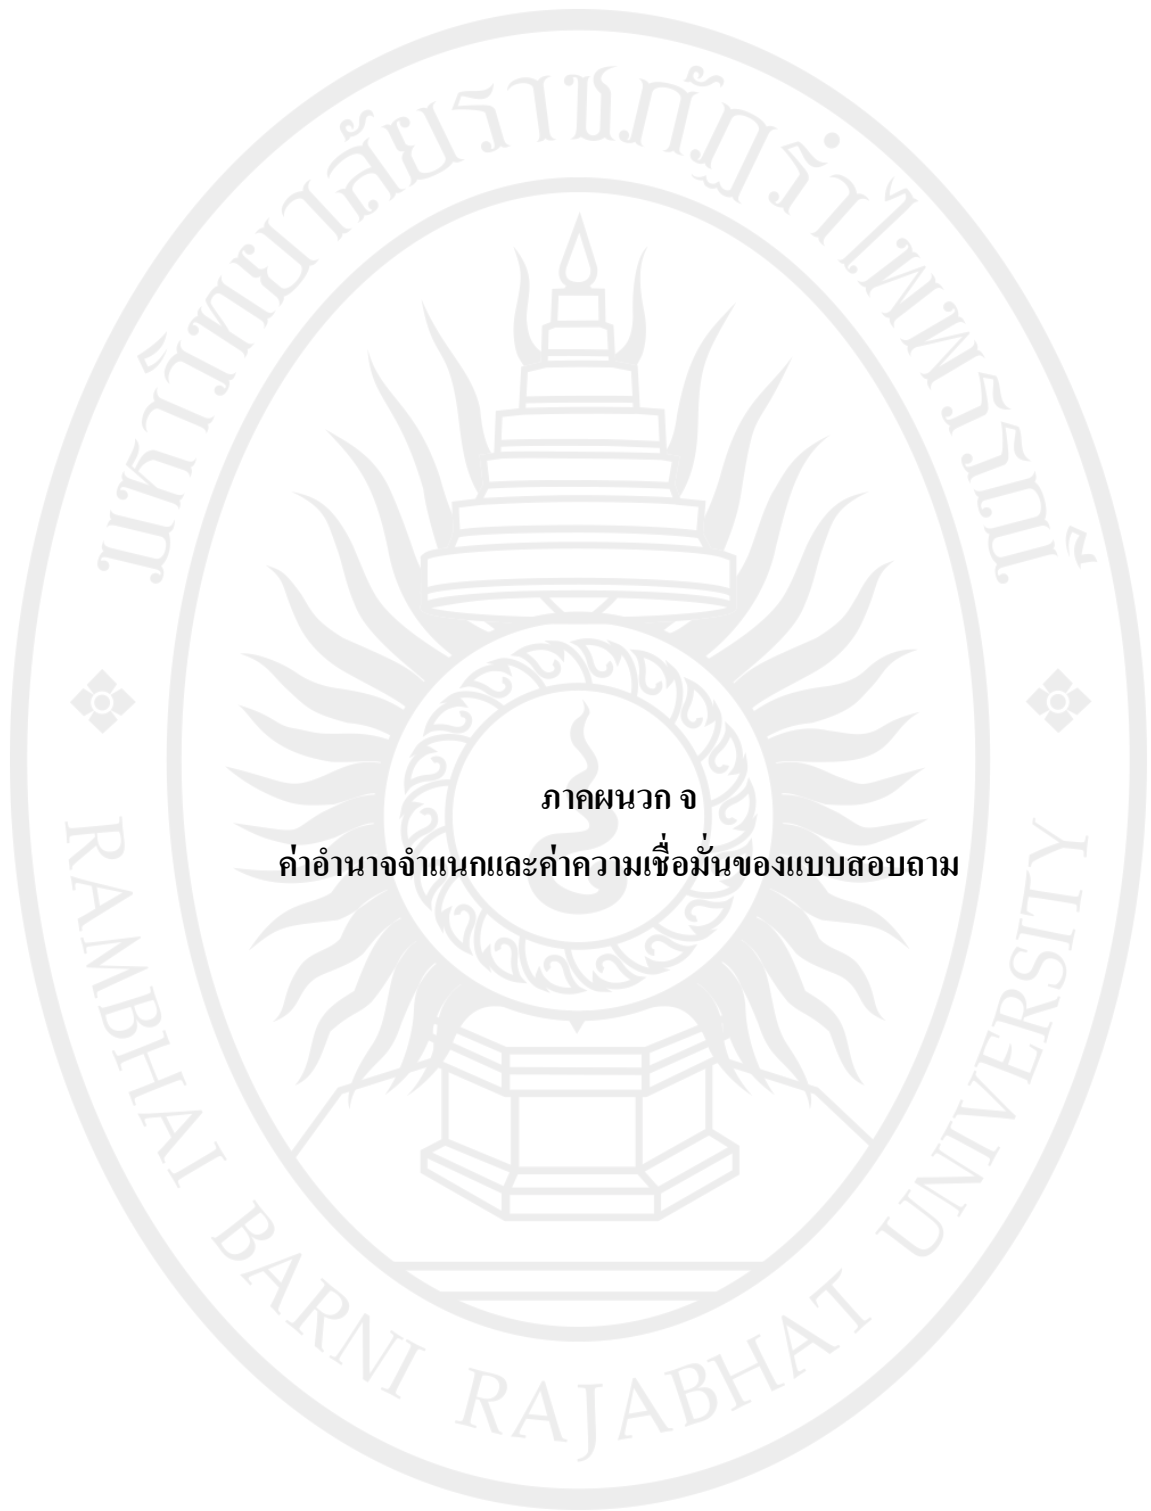 มหาวิทยาลัยราชภัฏรำไพพรรณี
ภาคผนวก จ
ค่าอำนาจจำแนกและค่าความเชื่อมั่นของแบบสอบถาม
RAMBHAI BARNI RAJABHAT UNIVERSITY